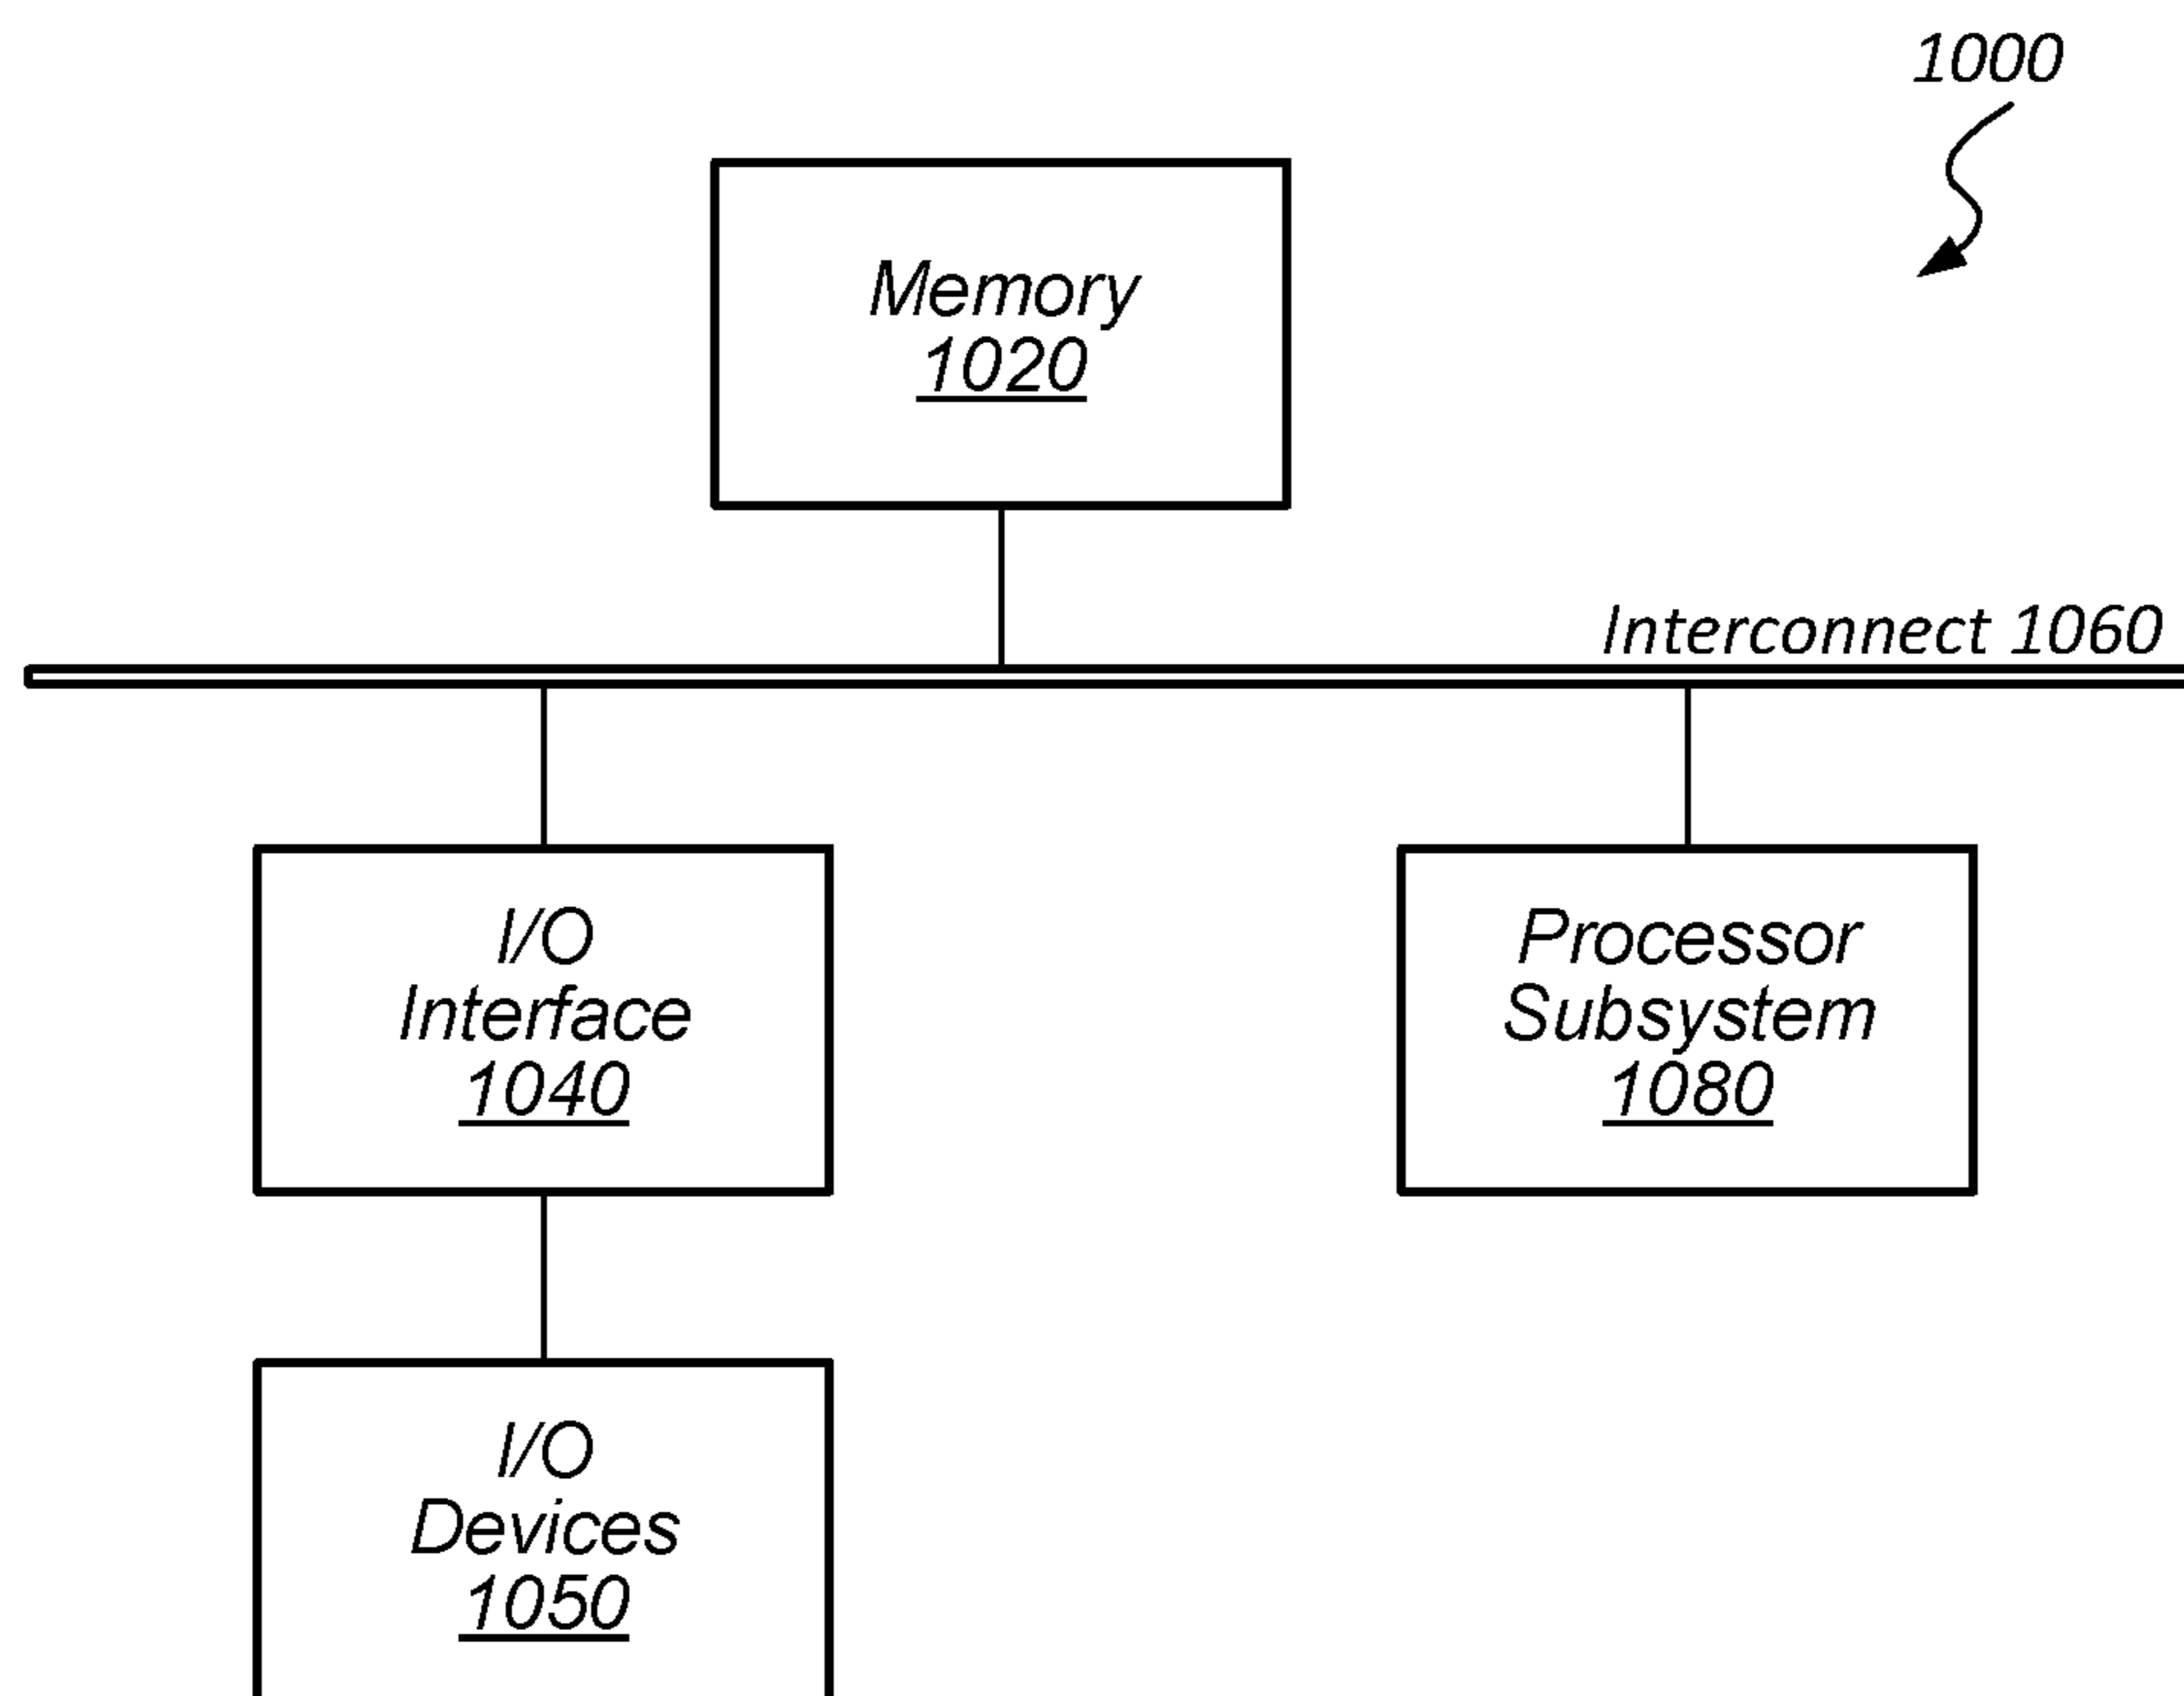 1000
Memory
1020
Interconnect 1060
I/O
Interface
1040
Processor
Subsystem
1080
I/O
Devices
1050